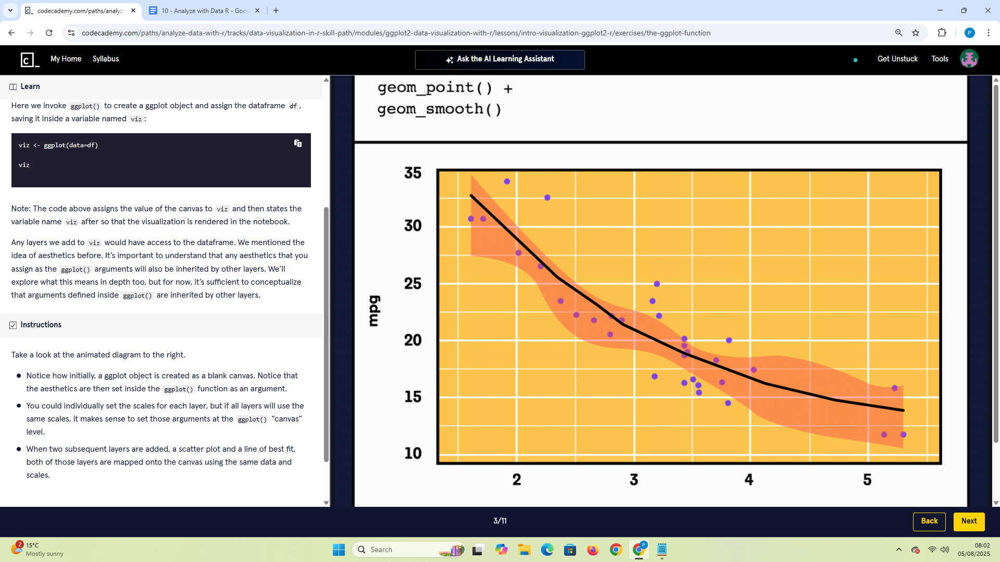 codecademy.com/paths/analyze
10 - Analyze with Data R - Goo
codecademy.com/paths/analyze-data-with-r/tracks/data-visualization-in-r-skill-path/modules/ggplot2-data-visualization-with-r/lessons/intro-visualization-ggplot2-r/exercises/the-ggplot-function
P
c_ My Home Syllabus Ask the AI Learning Assistant Get Unstuck Tools
Learn
Here we invoke ggplot() to create a ggplot object and assign the dataframe df,
saving it inside a variable named viz:
viz <- ggplot(data=df)
viz
Note: The code above assigns the value of the canvas to viz and then states the
variable name viz after so that the visualization is rendered in the notebook.
Any layers we add to viz would have access to the dataframe. We mentioned the
idea of aesthetics before. It's important to understand that any aesthetics that you
assign as the ggplot() arguments will also be inherited by other layers. We'll
explore what this means in depth too, but for now, it's sufficient to conceptualize
that arguments defined inside ggplot() are inherited by other layers.
Instructions
Take a look at the animated diagram to the right.
Notice how initially, a ggplot object is created as a blank canvas. Notice that
the aesthetics are then set inside the ggplot() function as an argument.
You could individually set the scales for each layer, but if all layers will use the
same scales, it makes sense to set those arguments at the ggplot() "canvas"
level.
When two subsequent layers are added, a scatter plot and a line of best fit,
both of those layers are mapped onto the canvas using the same data and
scales.
geom_point() +
geom_smooth()
35
30
25
20
15
10
mpg
2 3 4 5
3/11
Back
Next
2
15°C
Mostly sunny
Search
P
08:02
05/08/2025